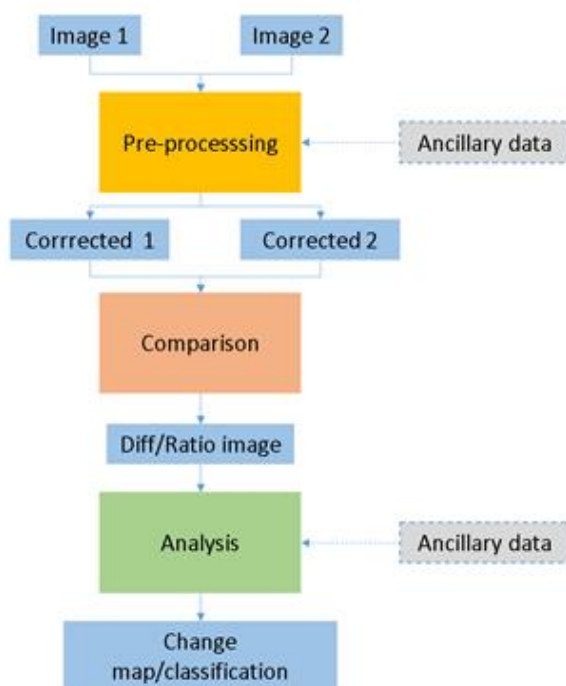 Image 1
Image 2
Pre-processsing
Ancillary data
Corrrected 1
Corrected 2
Comparison
Diff/Ratio image
Analysis
Ancillary data
Change
map/classification